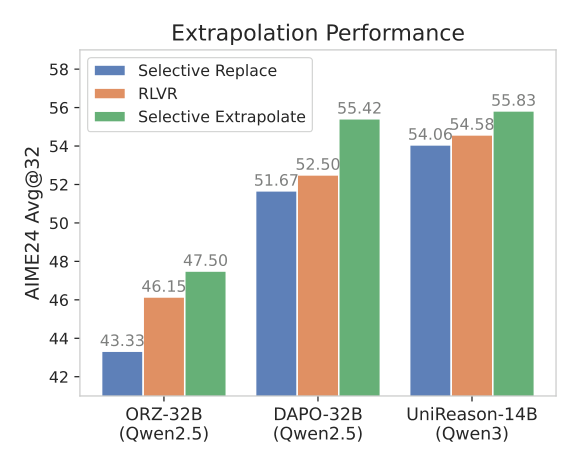 Extrapolation Performance
AIME24 Avg@32
58
56
54
52
50
48
46
44
42
Selective Replace
RLVR
Selective Extrapolate
43.33
46.15
47.50
51.67
52.50
55.42
54.06
54.58
55.83
ORZ-32B
(Qwen2.5)
DAPO-32B
(Qwen2.5)
UniReason-14B
(Qwen3)